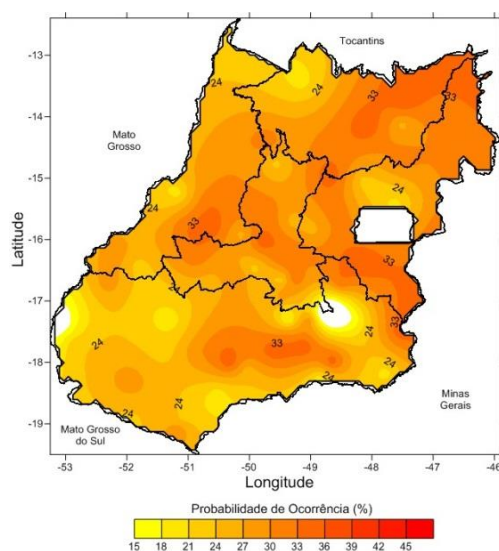 Tocantins
Mato
Grosso
Minas
Gerais
Mato Grosso
do Sul
-13
-14
-15
-16
-17
-18
-19
Latitude
24
24
33
33
24
33
24
33
24
24
33
24
33
24
24
24
24
-53
-52
-51
-50
-49
-48
-47
-46
Longitude
Probabilidade de Ocorrência (%)
15 18 21 24 27 30 33 36 39 42 45